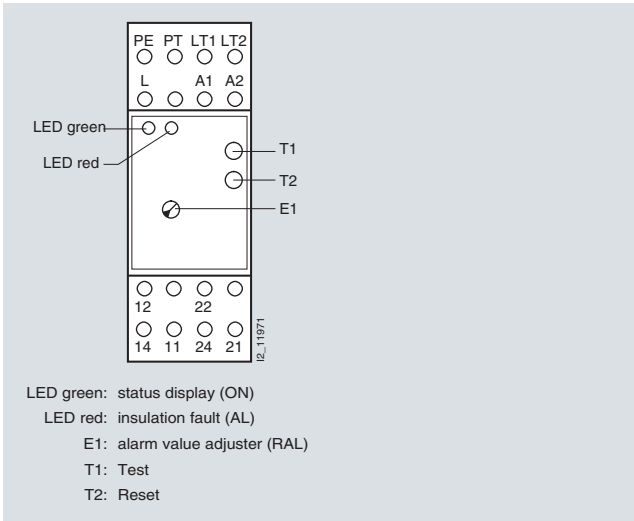 PE PT LT1 LT2
L A1 A2
LED green
LED red
T1
T2
E1
12 22
14 11 24 21
I2_11971
LED green: status display (ON)
LED red: insulation fault (AL)
E1: alarm value adjuster (RAL)
T1: Test
T2: Reset